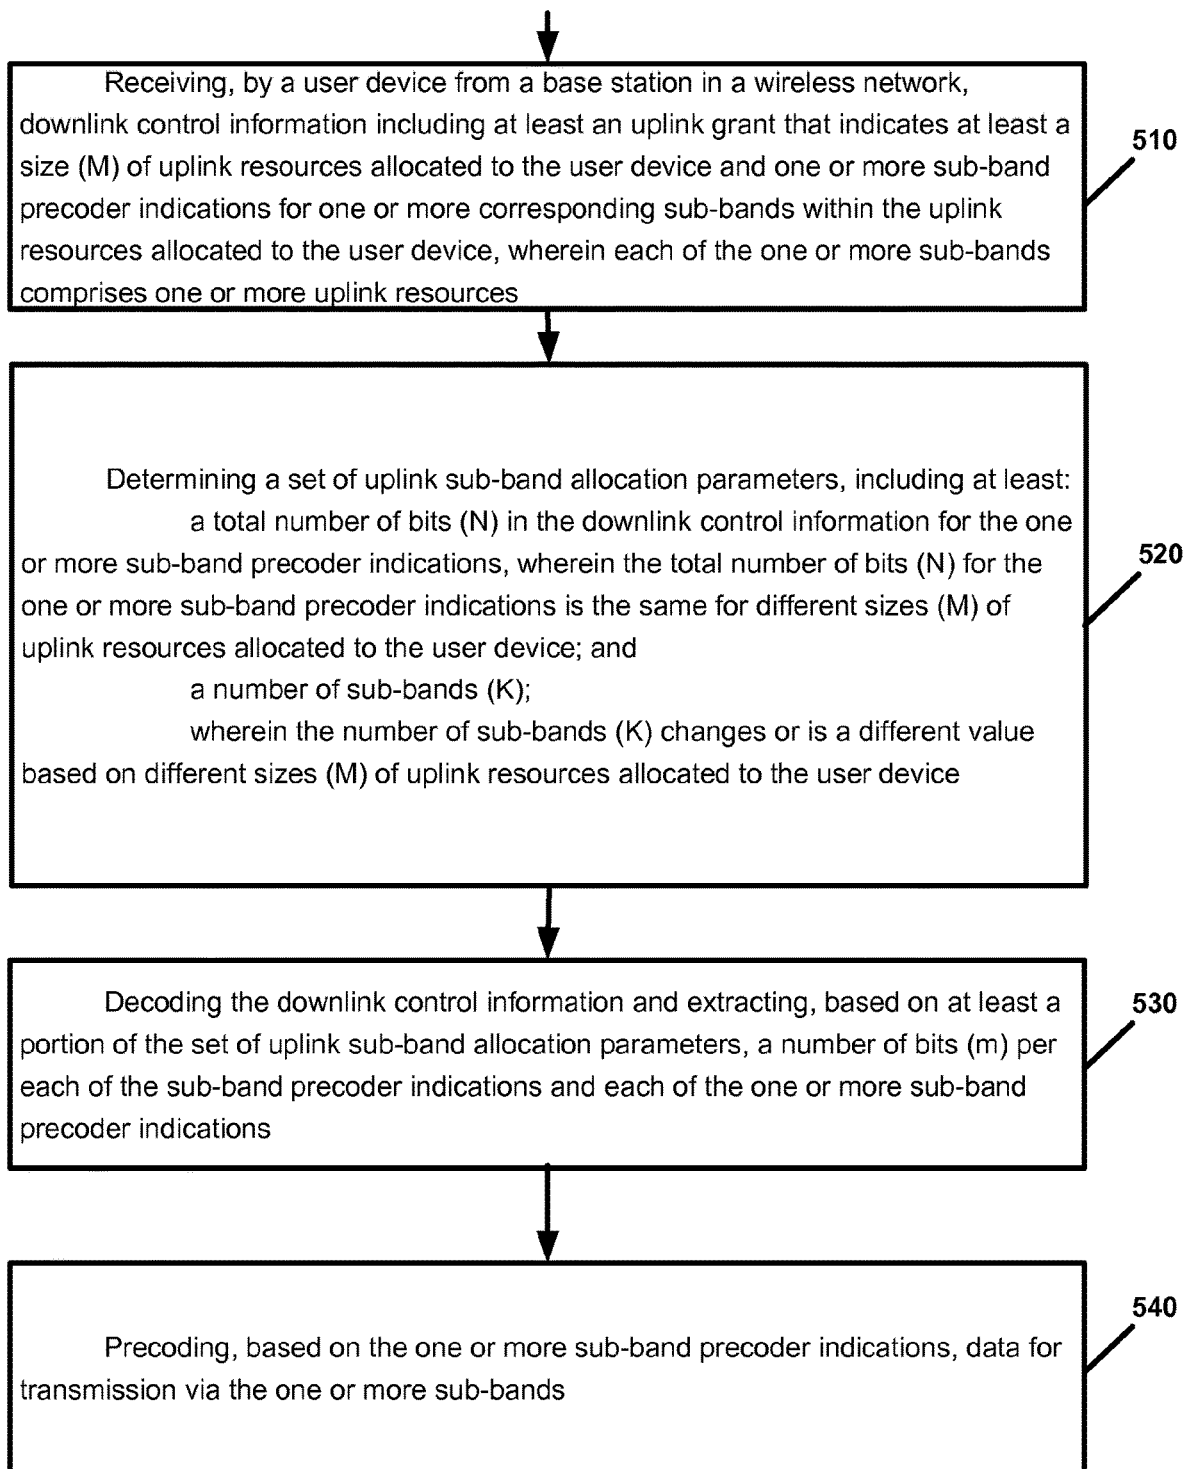 Receiving, by a user device from a base station in a wireless network,
downlink control information including at least an uplink grant that indicates at least a
size (M) of uplink resources allocated to the user device and one or more sub-band
precoder indications for one or more corresponding sub-bands within the uplink
resources allocated to the user device, wherein each of the one or more sub-bands
comprises one or more uplink resources
510
Determining a set of uplink sub-band allocation parameters, including at least:
a total number of bits (N) in the downlink control information for the one
or more sub-band precoder indications, wherein the total number of bits (N) for the
one or more sub-band precoder indications is the same for different sizes (M) of
uplink resources allocated to the user device; and
a number of sub-bands (K);
wherein the number of sub-bands (K) changes or is a different value
based on different sizes (M) of uplink resources allocated to the user device
520
Decoding the downlink control information and extracting, based on at least a
portion of the set of uplink sub-band allocation parameters, a number of bits (m) per
each of the sub-band precoder indications and each of the one or more sub-band
precoder indications
530
Precoding, based on the one or more sub-band precoder indications, data for
transmission via the one or more sub-bands
540